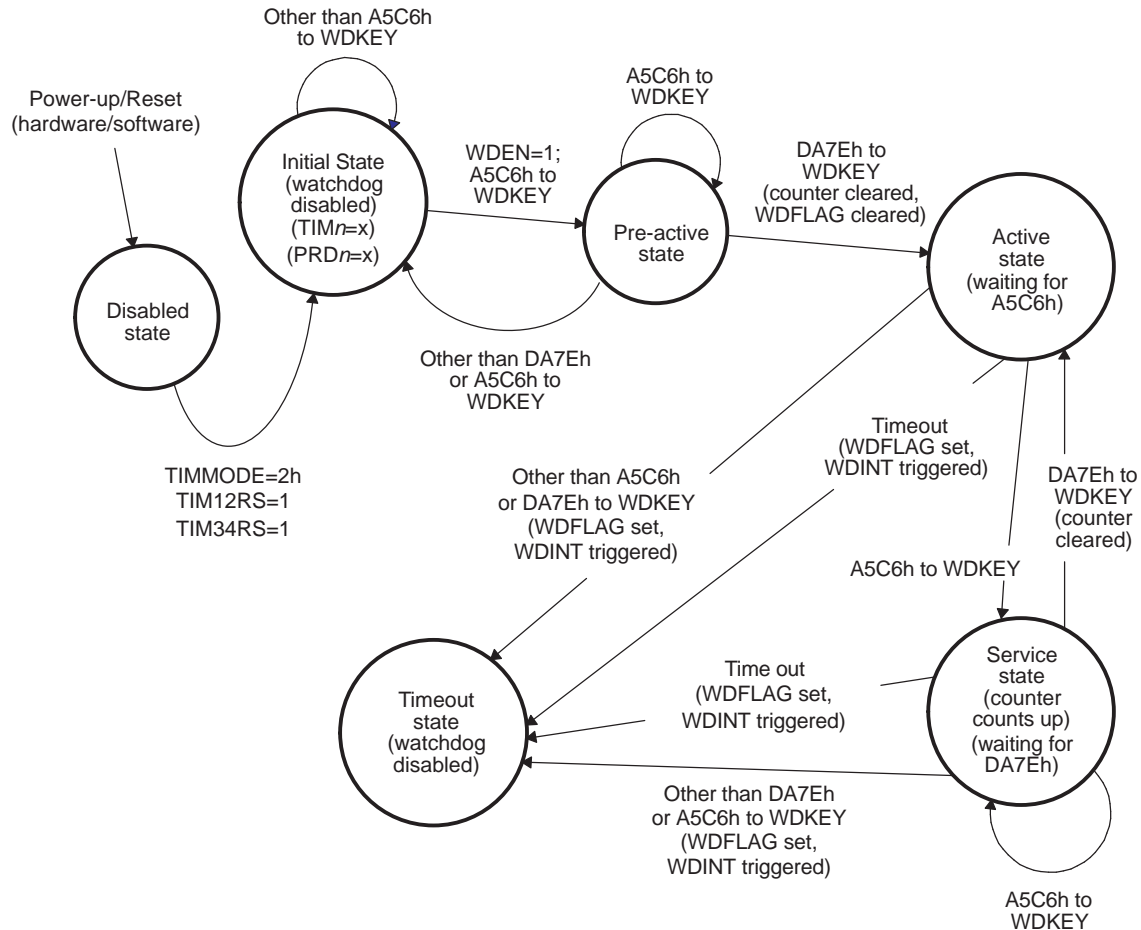 Other than A5C6h
to WDKEY
Power-up/Reset
(hardware/software)
Initial State
(watchdog
disabled)
(TIMn=x)
(PRDn=x)
WDEN=1;
A5C6h to
WDKEY
A5C6h to
WDKEY
Pre-active
state
DA7Eh to
WDKEY
(counter cleared,
WDFLAG cleared)
Active
state
(waiting for
A5C6h)
Disabled
state
Other than DA7Eh
or A5C6h to
WDKEY
TIMMODE=2h
TIM12RS=1
TIM34RS=1
Other than A5C6h
or DA7Eh to WDKEY
(WDFLAG set,
WDINT triggered)
Timeout
(WDFLAG set,
WDINT triggered)
DA7Eh to
WDKEY
(counter
cleared)
A5C6h to WDKEY
Timeout
state
(watchdog
disabled)
Time out
(WDFLAG set,
WDINT triggered)
Service
state
(counter
counts up)
(waiting for
DA7Eh)
Other than DA7Eh
or A5C6h to WDKEY
(WDFLAG set,
WDINT triggered)
A5C6h to
WDKEY